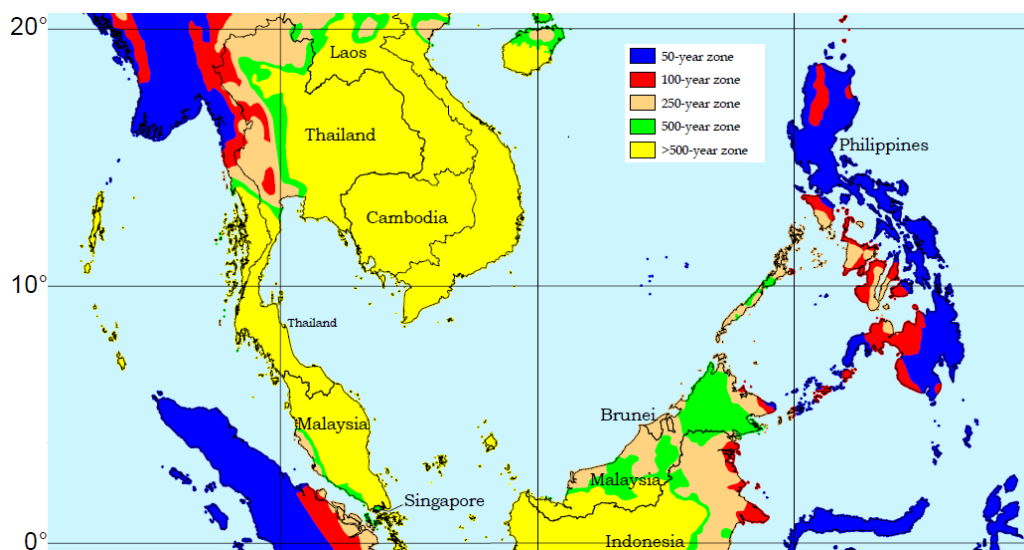 20°
Laos
50-year zone
100-year zone
250-year zone
500-year zone
>500-year zone
Thailand
Philippines
Cambodia
10°
Thailand
Malaysia
Brunei
Malaysia
Singapore
0°
Indonesia